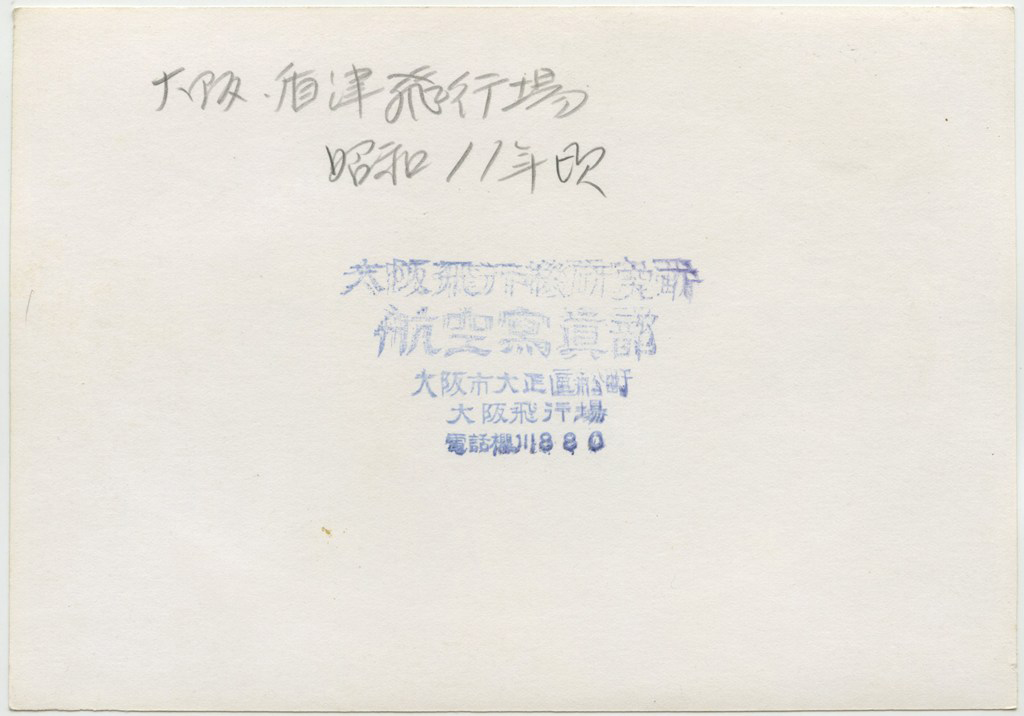 大阪・盾津飛行場
昭和11年頃
大阪飛行機研究所
航空寫眞部
大阪市大正區船町
大阪飛行場
電話櫻川880